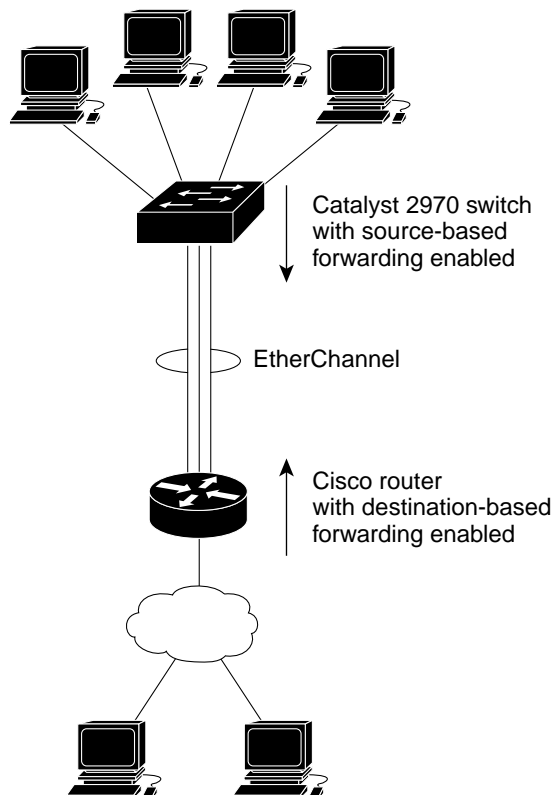 Catalyst 2970 switch
with source-based
forwarding enabled
EtherChannel
Cisco router
with destination-based
forwarding enabled